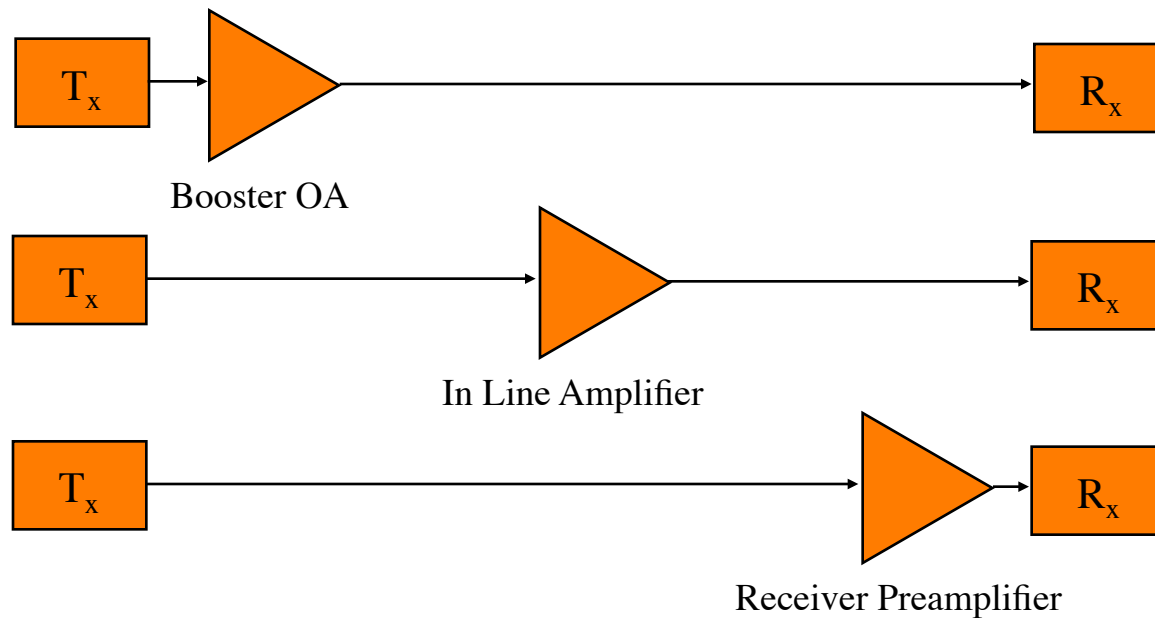 Tx
Rx
Booster OA
Tx
Rx
In Line Amplifier
Tx
Rx
Receiver Preamplifier